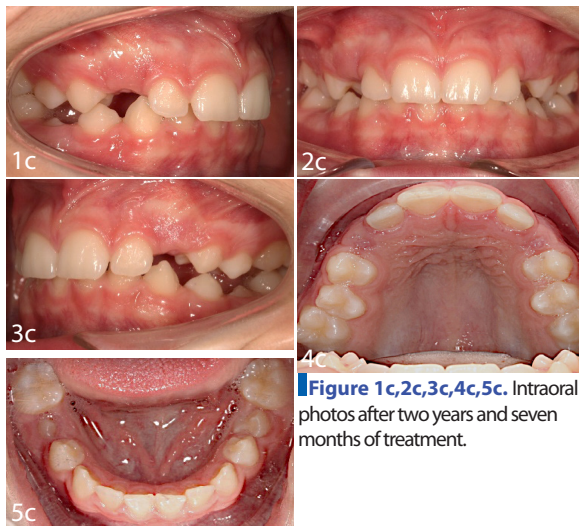 1c
2c
3c
4c
5c
Figure 1c,2c,3c,4c,5c. Intraoral
photos after two years and seven
months of treatment.